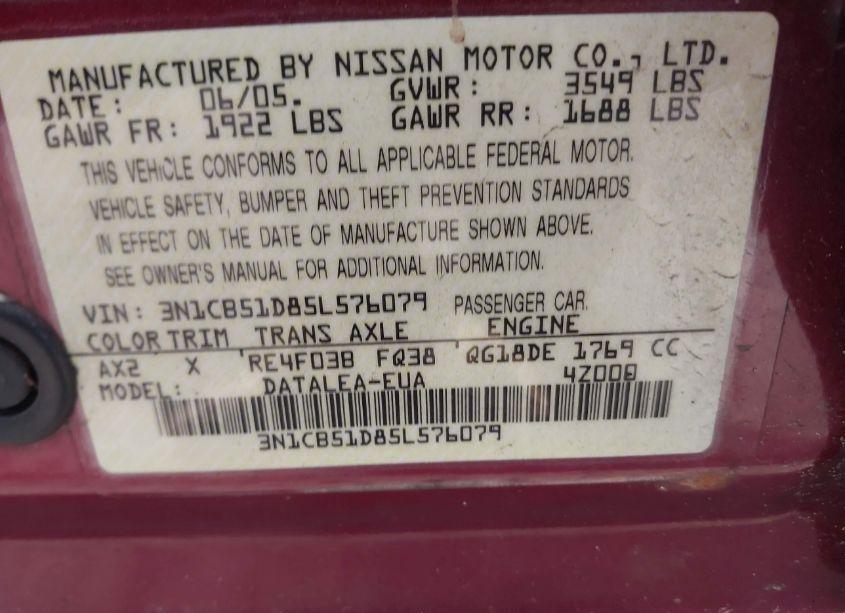 MANUFACTURED BY NISSAN MOTOR CO., LTD.
DATE: 06/05. GVWR: 3549 LBS
GAWR FR: 1922 LBS GAWR RR: 1688 LBS
THIS VEHICLE CONFORMS TO ALL APPLICABLE FEDERAL MOTOR.
VEHICLE SAFETY, BUMPER AND THEFT PREVENTION STANDARDS
IN EFFECT ON THE DATE OF MANUFACTURE SHOWN ABOVE.
SEE OWNER'S MANUAL FOR ADDITIONAL INFORMATION.
VIN: 3N1CB51D85L576079 PASSENGER CAR.
COLOR TRIM TRANS AXLE ENGINE
AX2 X RE4F03B FQ38 QG18DE 1769 CC
MODEL: DATALEA-EUA 4Z000
3N1CB51D85L576079